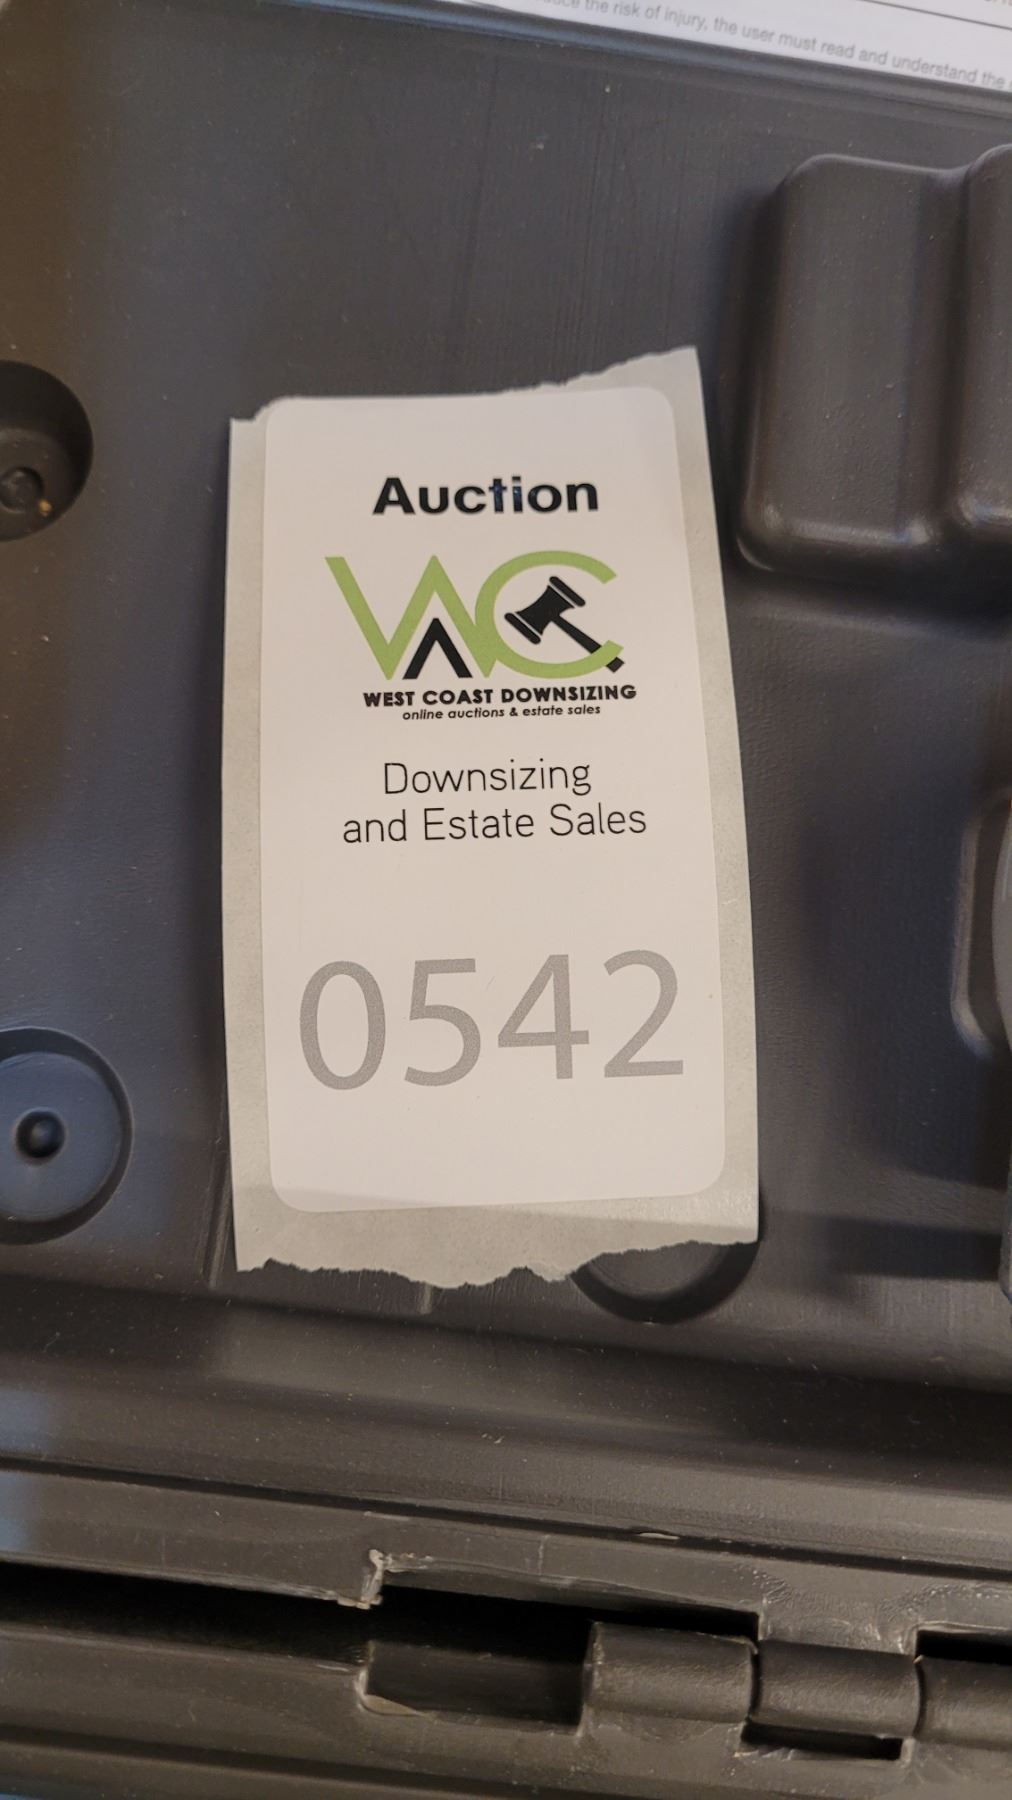 the risk of injury, the user must read and understand the
Auction
WC
WEST COAST DOWNSIZING
online auctions & estate sales
Downsizing
and Estate Sales
0542